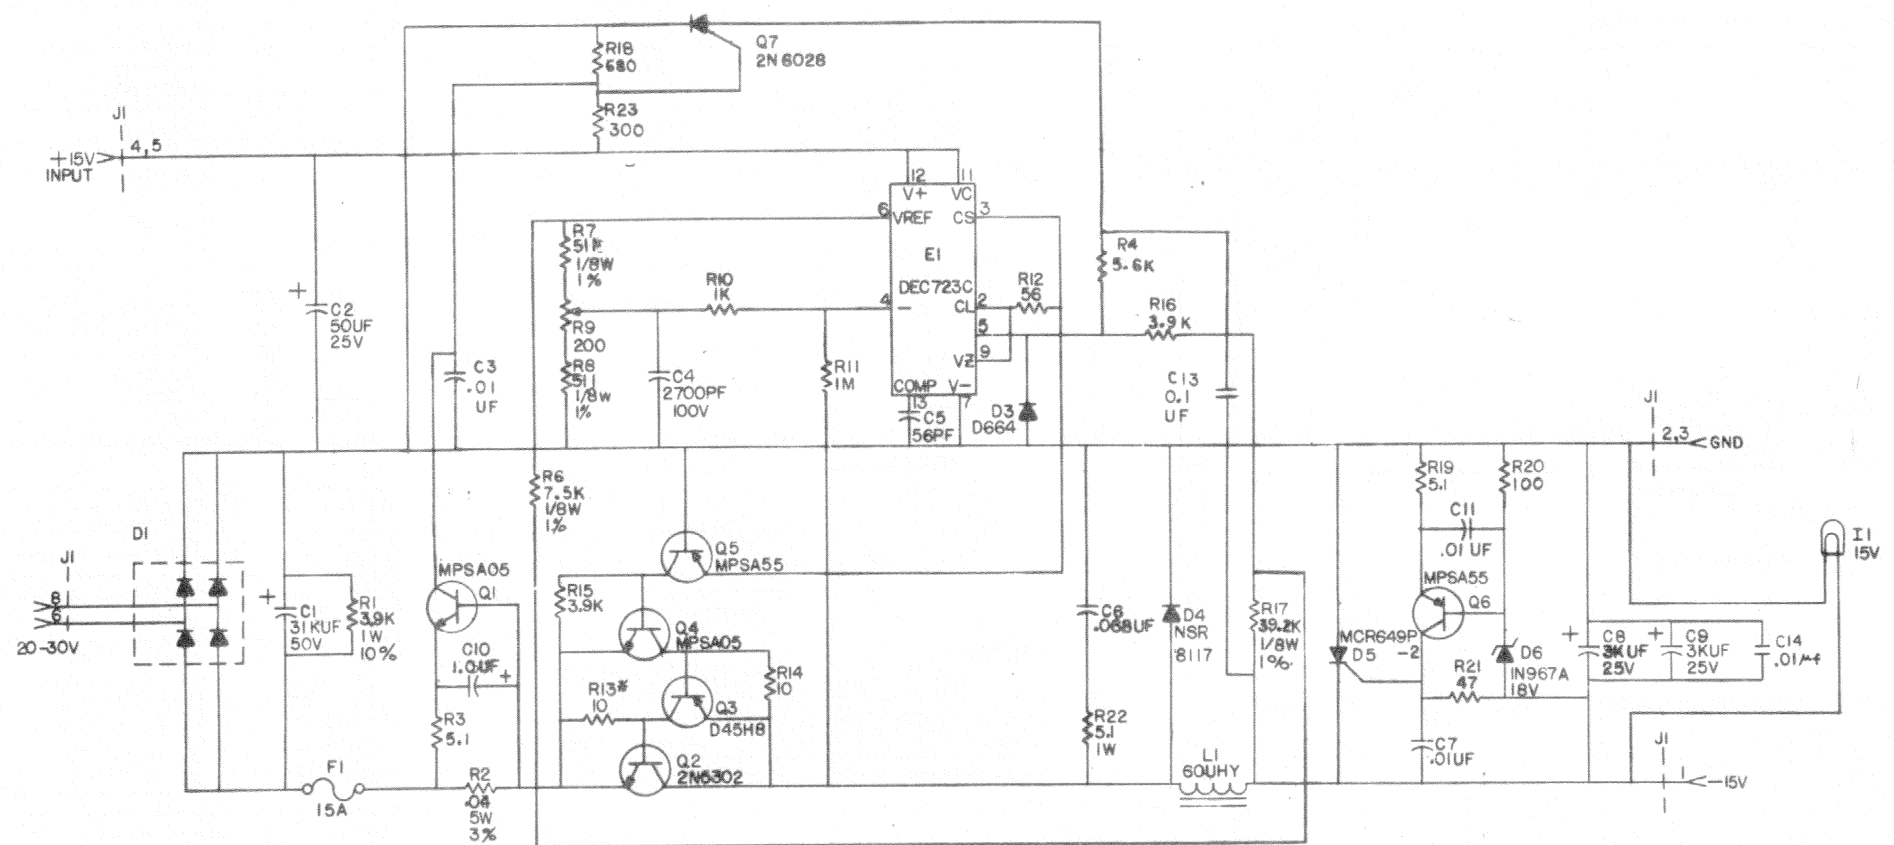 R18
680
Q7
2N6028
R23
300
J1
4,5
+15V
INPUT
12
11
V+
VC
6
VREF
CS
3
R7
1/8W
1%
E1
R4
5.6K
R10
1K
DEC723C
R12
56
4
–
CL
2
R16
3.9K
+
C2
50UF
25V
R9
200
5
C3
.01
UF
R8
511
1/8W
1%
C4
2700PF
100V
R11
1M
VZ
9
COMP
V-
13
7
C5
56PF
D3
D664
C13
0.1
UF
J1
2,3
GND
R6
7.5K
1/8W
1%
R19
5.1
R20
100
D1
C11
.01UF
I1
15V
J1
8
6
20-30V
Q5
MPSA55
MPSA05
Q1
MPSA55
Q6
+
C1
31KUF
50V
R1
3.9K
1W
10%
R15
3.9K
Q4
MPSA05
C6
.068UF
D4
NSR
8117
R17
39.2K
1/8W
1%
MCR649P
-2
D5
D6
1N967A
18V
+
C8
3KUF
25V
+
C9
3KUF
25V
C14
.01µf
C10
1.0UF
+
R14
10
R13*
10
Q3
D45H8
R21
47
R3
5.1
R22
5.1
1W
C7
.01UF
Q2
2N6302
L1
60UHY
J1
1
-15V
F1
15A
R2
.04
5W
3%